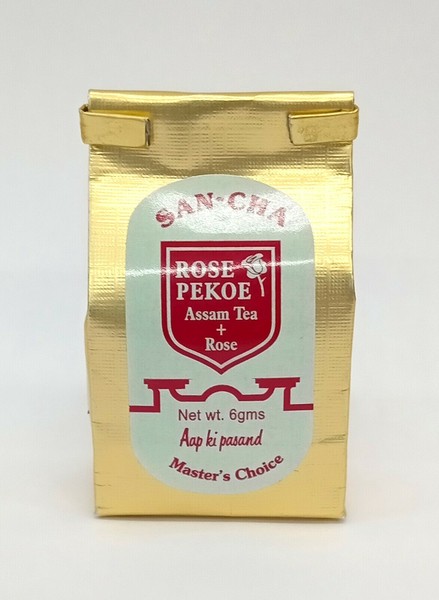 SAN-CHA
ROSE
PEKOE
Assam Tea
+
Rose
Net wt. 6gms
Aap ki pasand
Master's Choice